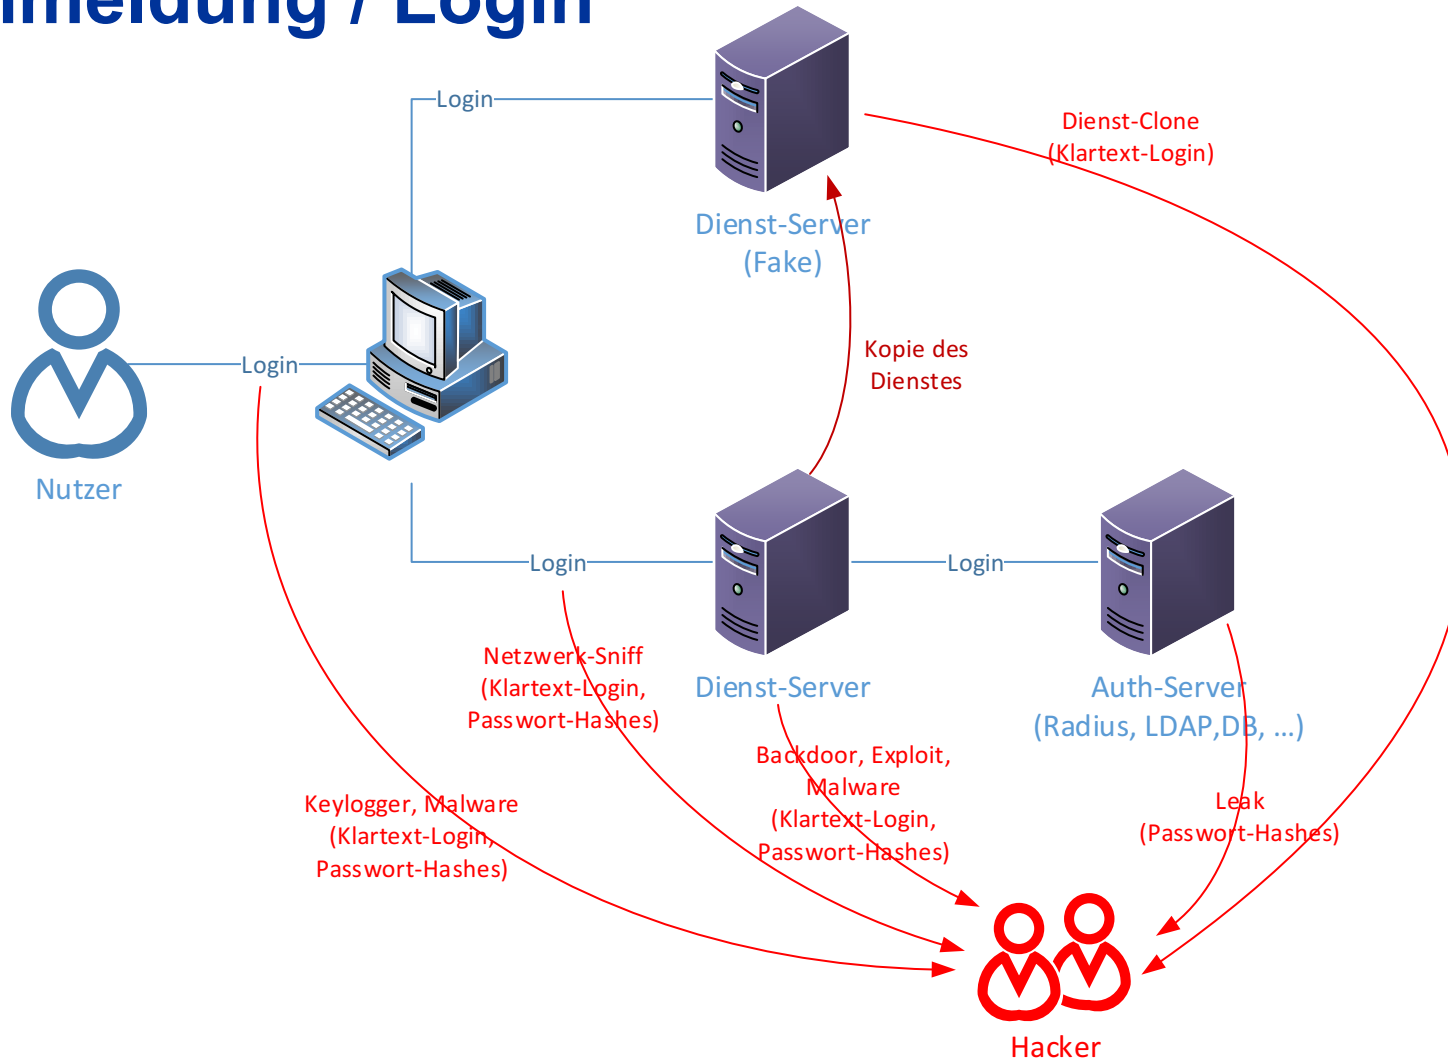 meldung / Login
Login
Dienst-Clone
(Klartext-Login)
Dienst-Server
(Fake)
Kopie des
Dienstes
Login
Nutzer
Login
Login
Netzwerk-Sniff
(Klartext-Login,
Passwort-Hashes)
Dienst-Server
Auth-Server
(Radius, LDAP,DB, ...)
Backdoor, Exploit,
Malware
(Klartext-Login,
Passwort-Hashes)
Keylogger, Malware
(Klartext-Login,
Passwort-Hashes)
Leak
(Passwort-Hashes)
Hacker